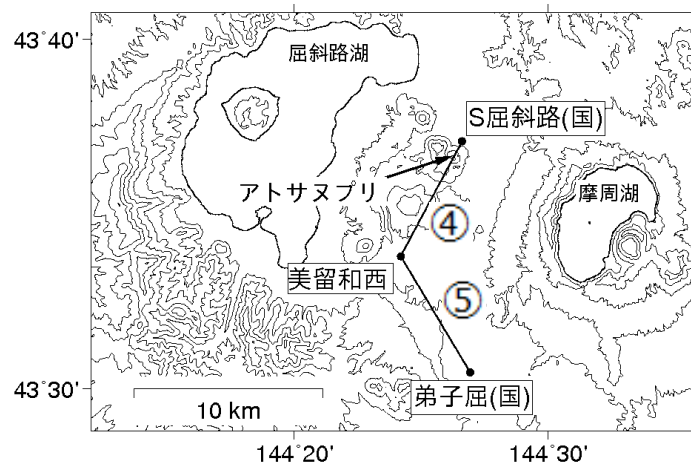 43˚40'
屈斜路湖
S屈斜路(国)
アトサヌプリ
摩周湖
④
美留和西
⑤
43˚30'
10 km
弟子屈(国)
144˚20'
144˚30'